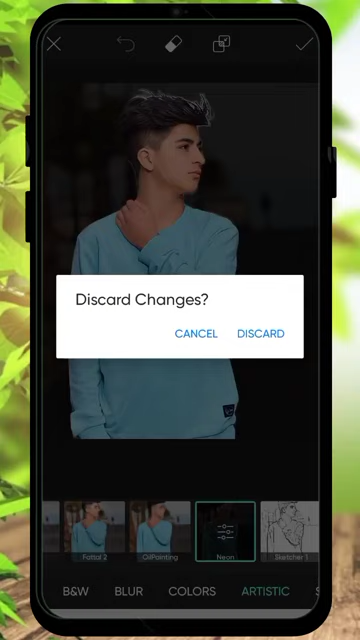 Discard Changes?
CANCEL DISCARD
Fattal 2 OilPainting Neon Sketcher 1
B&W BLUR COLORS ARTISTIC S